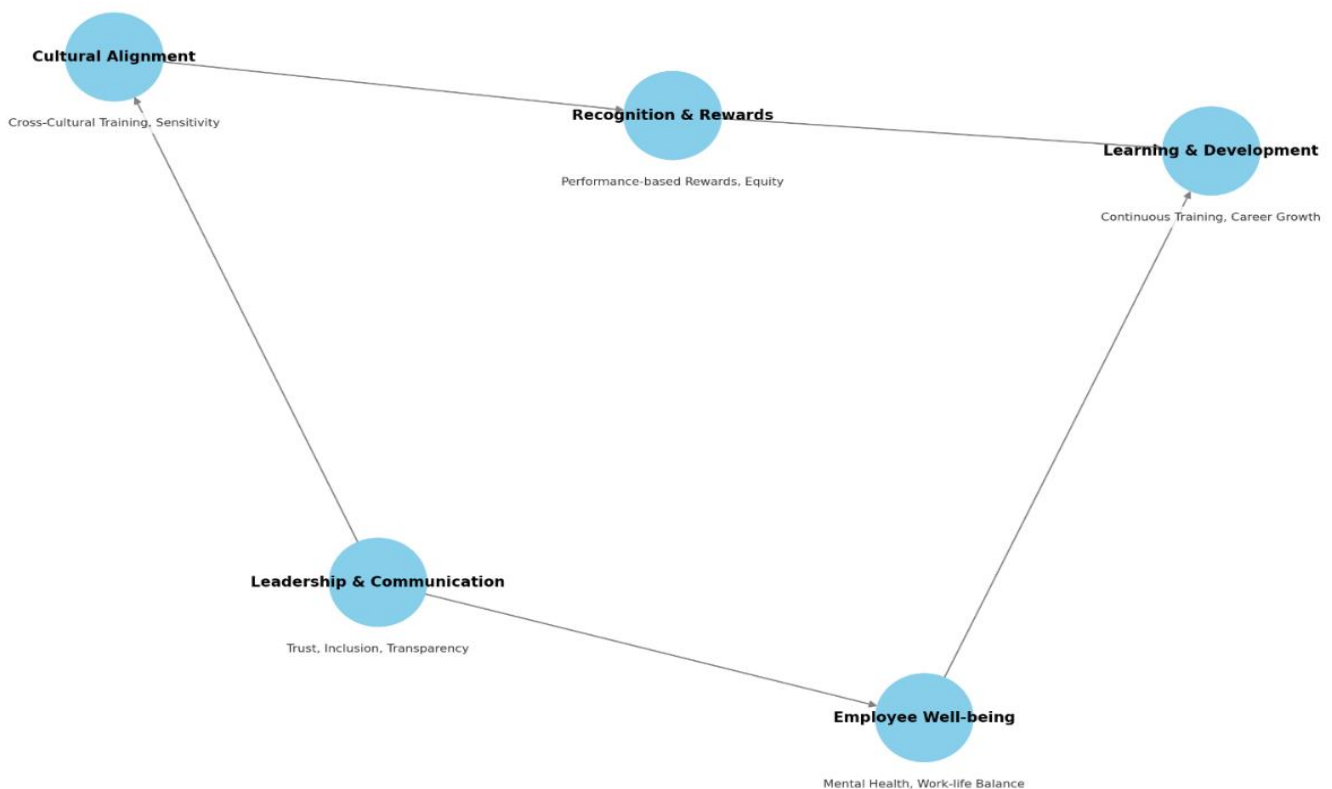 Cultural Alignment
Cross-Cultural Training, Sensitivity
Recognition & Rewards
Performance-based Rewards, Equity
Learning & Development
Continuous Training, Career Growth
Leadership & Communication
Trust, Inclusion, Transparency
Employee Well-being
Mental Health, Work-life Balance